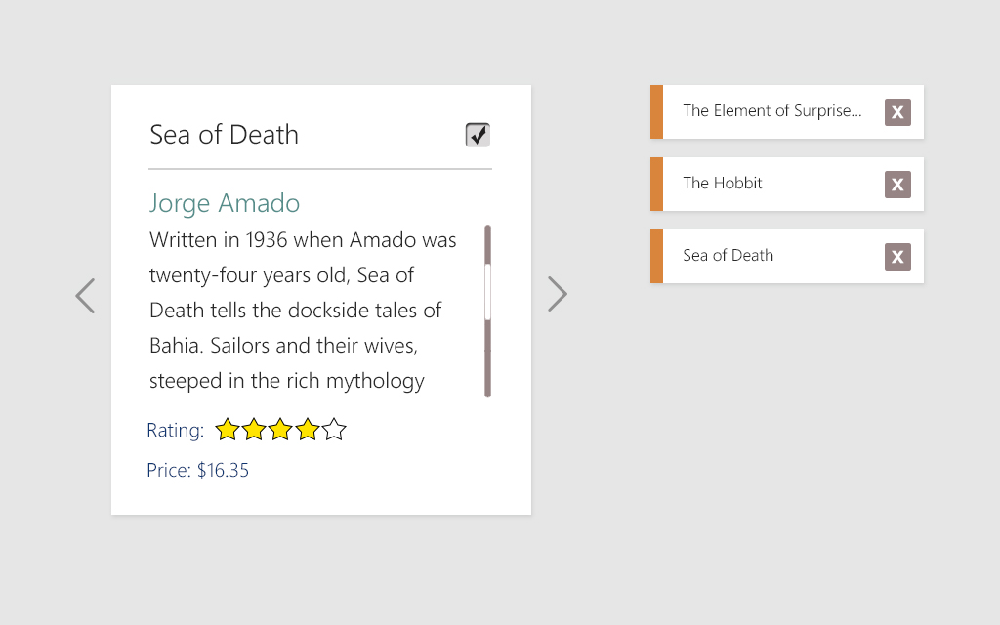 Sea of Death
Jorge Amado
Written in 1936 when Amado was
twenty-four years old, Sea of
Death tells the dockside tales of
Bahia. Sailors and their wives,
steeped in the rich mythology
Rating:
Price: $16.35
The Element of Surprise...
X
The Hobbit
X
Sea of Death
X